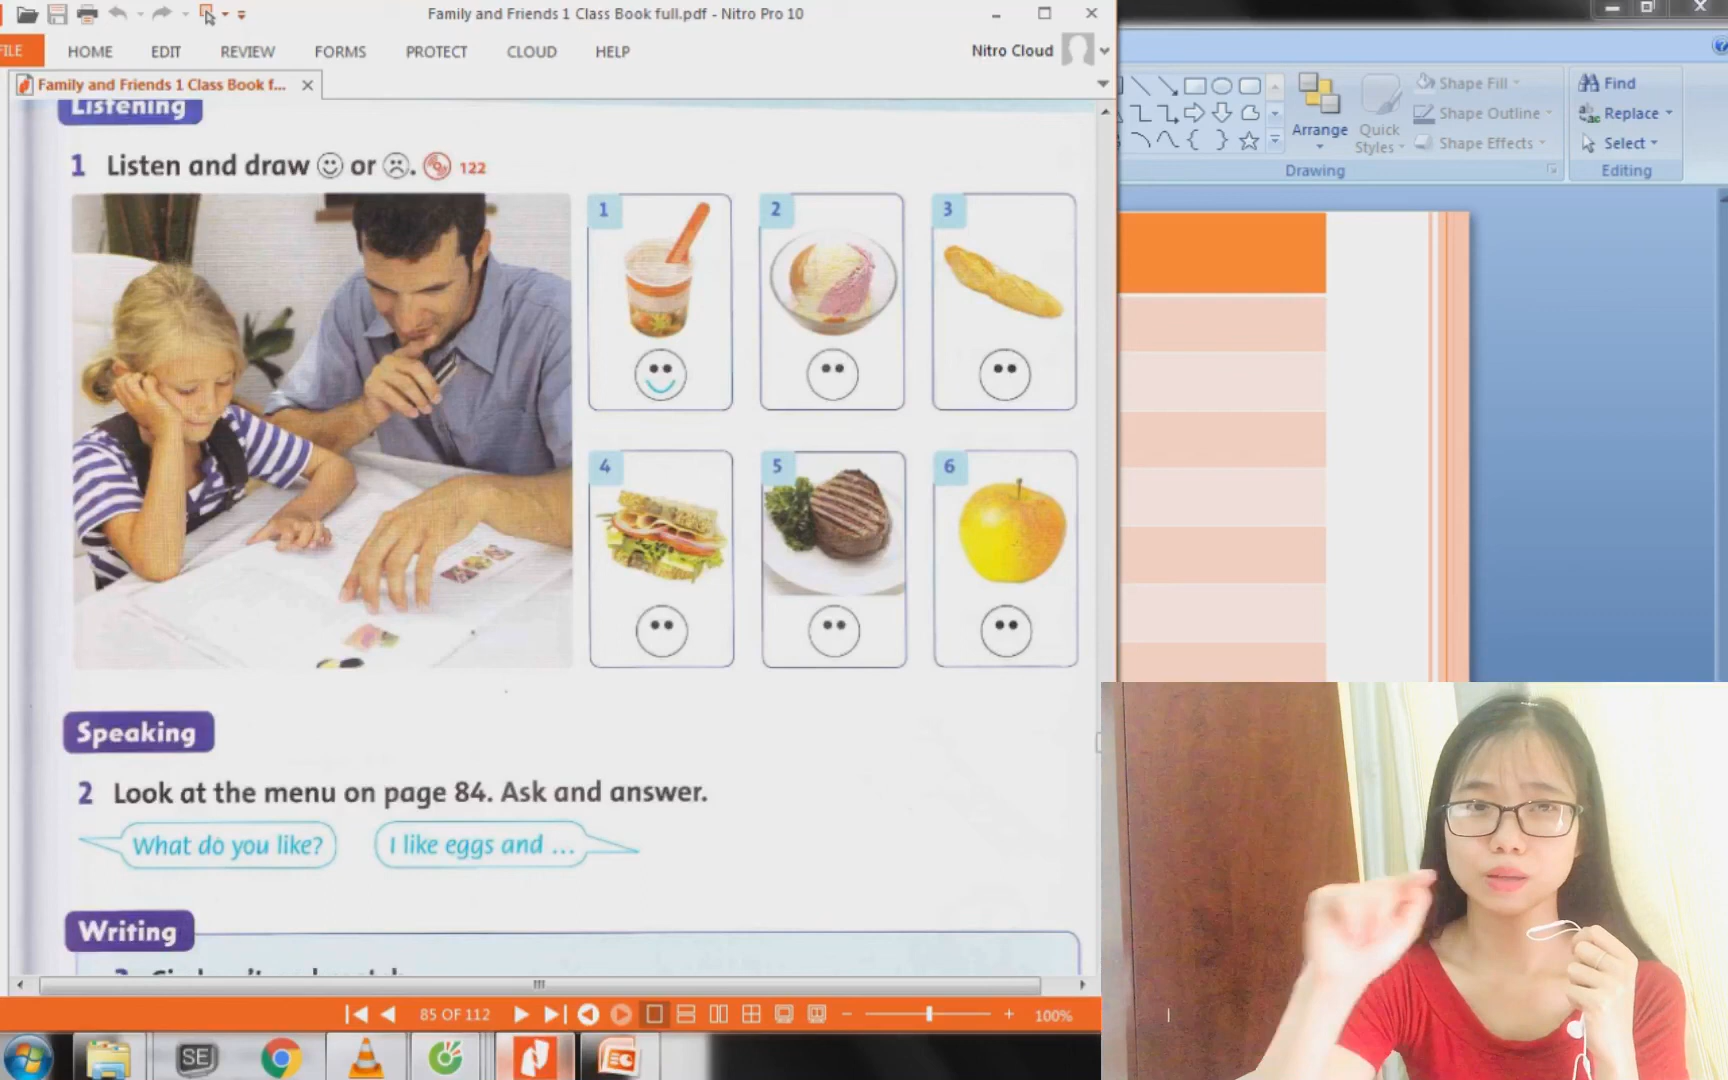 Family and Friends 1 Class Book full.pdf - Nitro Pro 10
FILE HOME EDIT REVIEW FORMS PROTECT CLOUD HELP Nitro Cloud
Family and Friends 1 Class Book f...
Shape Fill
Shape Outline
Shape Effects
Arrange
Quick Styles
Find
Replace
Select
Drawing
Editing
Listening
1 Listen and draw or . 122
1 2 3
4 5 6
Speaking
2 Look at the menu on page 84. Ask and answer.
What do you like?
I like eggs and ...
Writing
85 OF 112
100%
SE